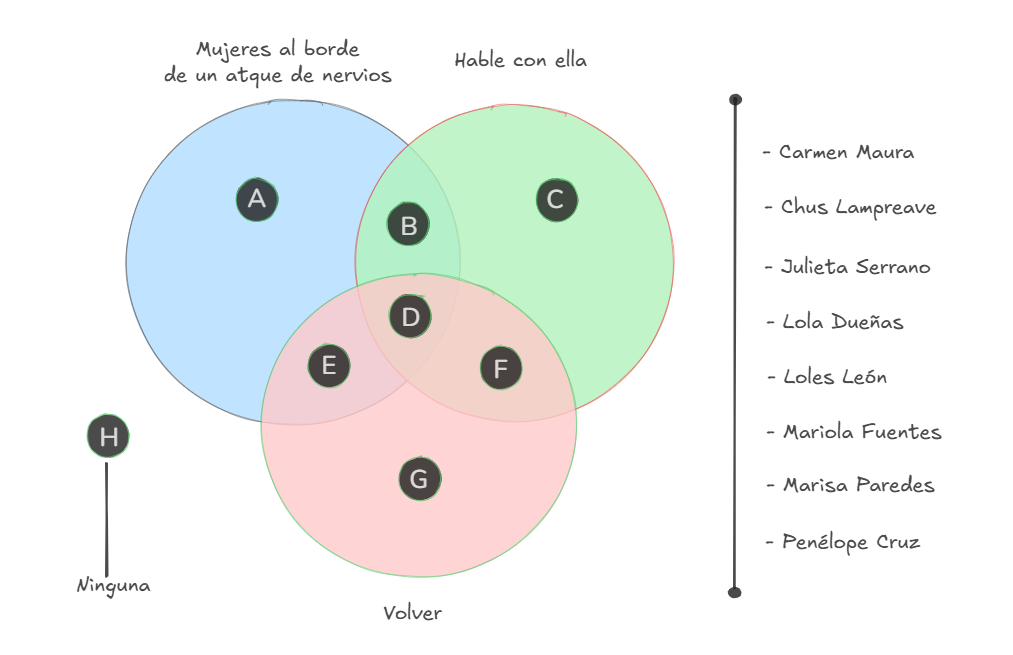 Mujeres al borde
de un atque de nervios
Hable con ella
A
B
C
D
E
F
G
H
Ninguna
Volver
- Carmen Maura
- Chus Lampreave
- Julieta Serrano
- Lola Dueñas
- Loles León
- Mariola Fuentes
- Marisa Paredes
- Penélope Cruz